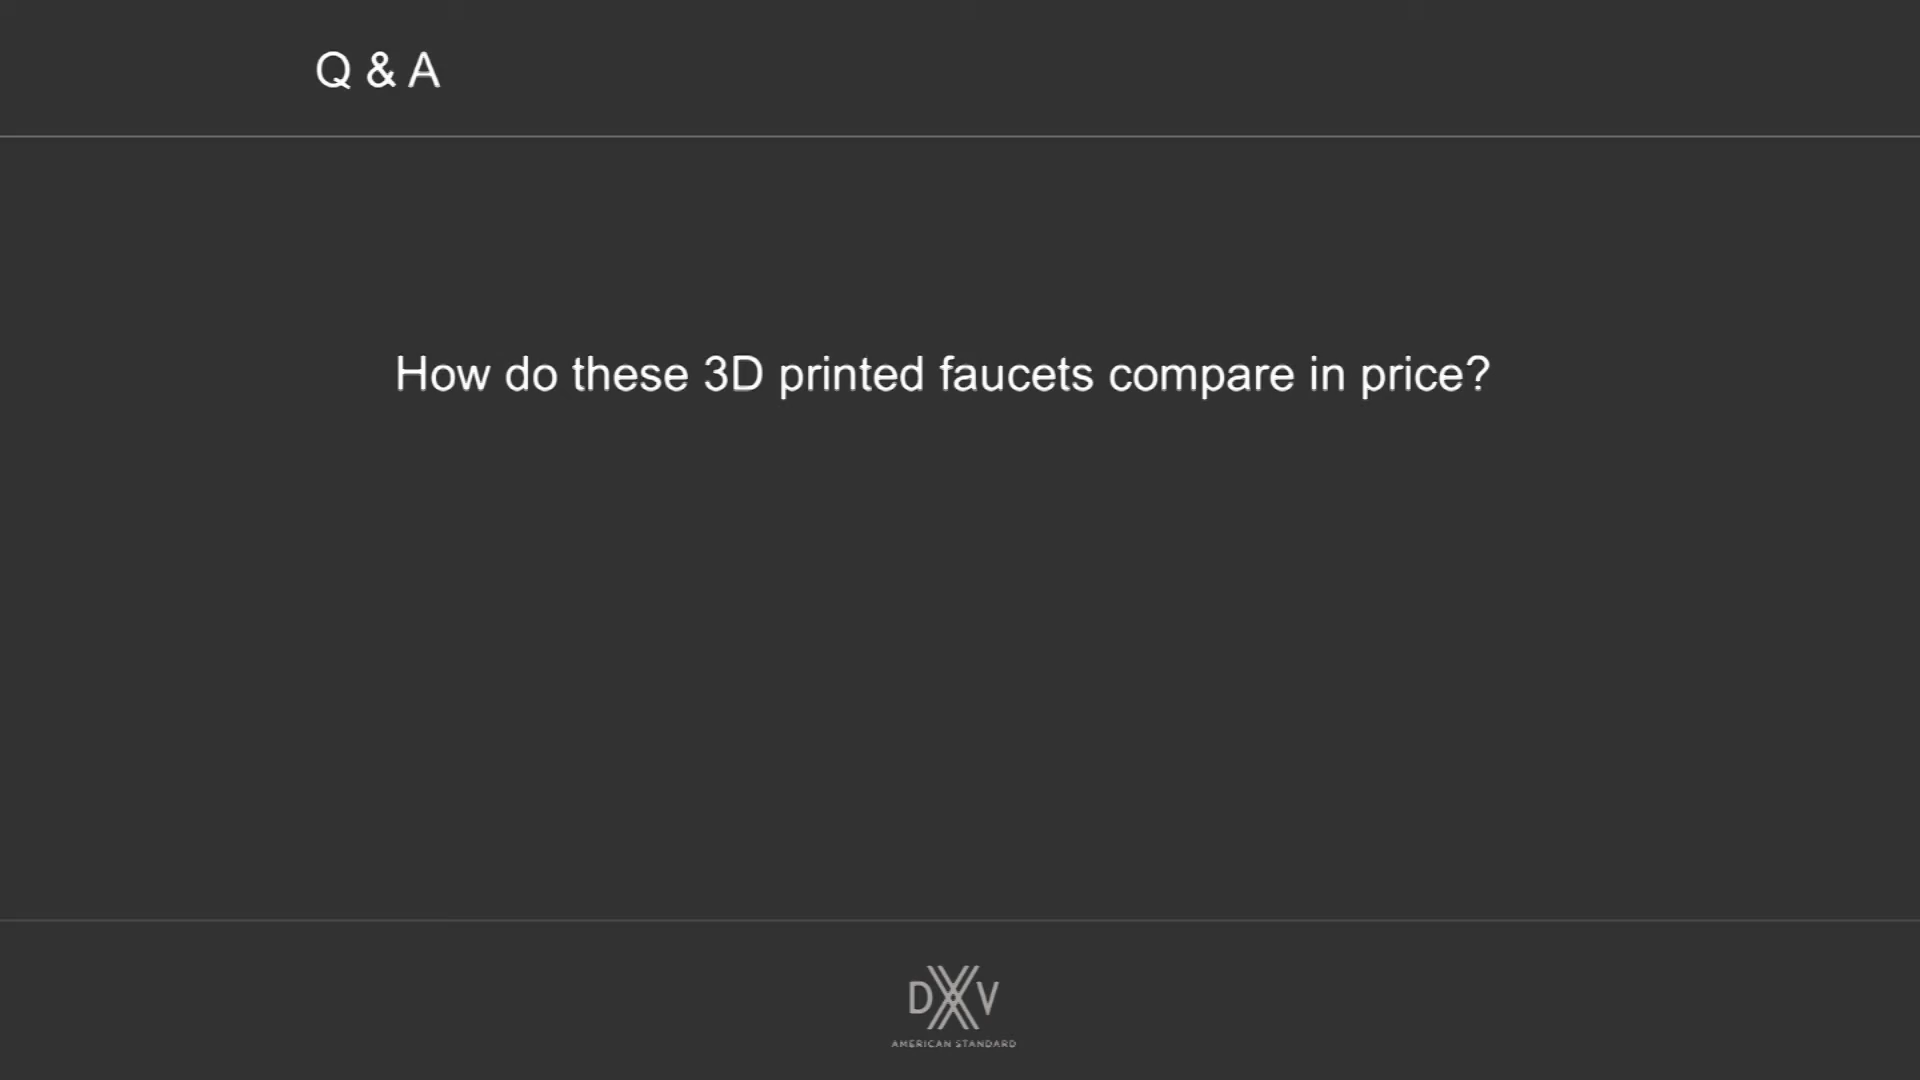 Q & A
How do these 3D printed faucets compare in price?
DXV
AMERICAN STANDARD